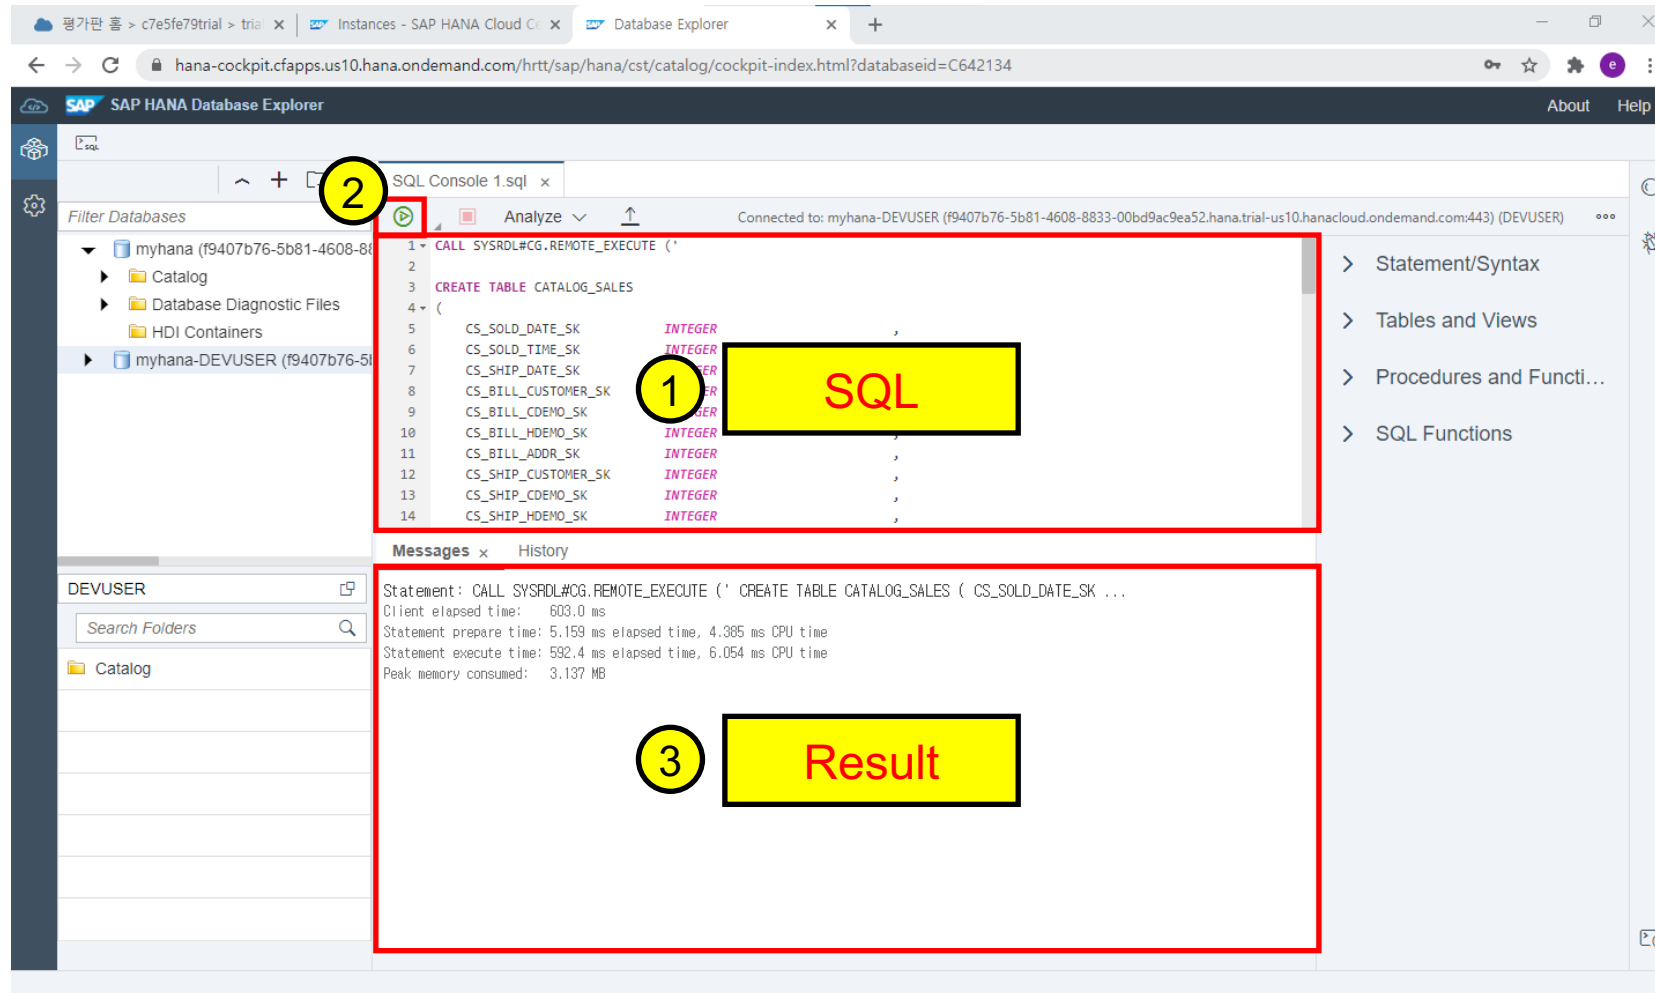 평가판 홈 > c7e5fe79trial > tria
Instances - SAP HANA Cloud Ce
Database Explorer
hana-cockpit.cfapps.us10.hana.ondemand.com/hrtt/sap/hana/cst/catalog/cockpit-index.html?databaseid=C642134
e
SAP SAP HANA Database Explorer
About Help
SQL
2
SQL Console 1.sql
Filter Databases
Analyze
Connected to: myhana-DEVUSER (f9407b76-5b81-4608-8833-00bd9ac9ea52.hana.trial-us10.hanacloud.ondemand.com:443) (DEVUSER)
myhana (f9407b76-5b81-4608-88
Catalog
Database Diagnostic Files
HDI Containers
myhana-DEVUSER (f9407b76-5b
1 CALL SYSRDL#CG.REMOTE_EXECUTE ('
2
3 CREATE TABLE CATALOG_SALES
4 (
5 CS_SOLD_DATE_SK INTEGER ,
6 CS_SOLD_TIME_SK INTEGER
7 CS_SHIP_DATE_SK GER
8 CS_BILL_CUSTOMER_SK ER
9 CS_BILL_CDEMO_SK GER
10 CS_BILL_HDEMO_SK INTEGER ,
11 CS_BILL_ADDR_SK INTEGER ,
12 CS_SHIP_CUSTOMER_SK INTEGER ,
13 CS_SHIP_CDEMO_SK INTEGER ,
14 CS_SHIP_HDEMO_SK INTEGER ,
1
SQL
Statement/Syntax
Tables and Views
Procedures and Functi...
SQL Functions
Messages
History
DEVUSER
Search Folders
Catalog
Statement: CALL SYSRDL#CG.REMOTE_EXECUTE (' CREATE TABLE CATALOG_SALES ( CS_SOLD_DATE_SK ...
Client elapsed time: 603.0 ms
Statement prepare time: 5.159 ms elapsed time, 4.385 ms CPU time
Statement execute time: 592.4 ms elapsed time, 6.054 ms CPU time
Peak memory consumed: 3.137 MB
3
Result